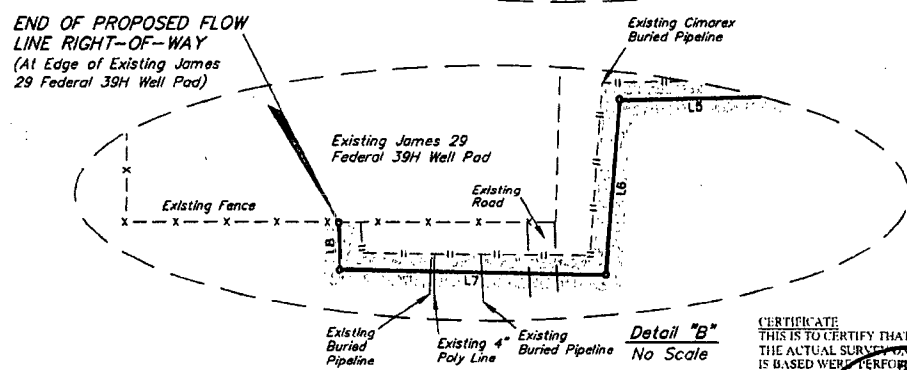 END OF PROPOSED FLOW
LINE RIGHT-OF-WAY
(At Edge of Existing James
29 Federal 39H Well Pad)
Existing Cimarex
Buried Pipeline
L5
Existing James 29
Federal 39H Well Pad
Existing
Road
L6
Existing Fence
L8
L7
Existing
Buried
Pipeline
Existing 4"
Poly Line
Existing
Buried Pipeline
Detail "B"
No Scale
CERTIFICATE
THIS IS TO CERTIFY THAT
THE ACTUAL SURVEY
IS BASED WERE